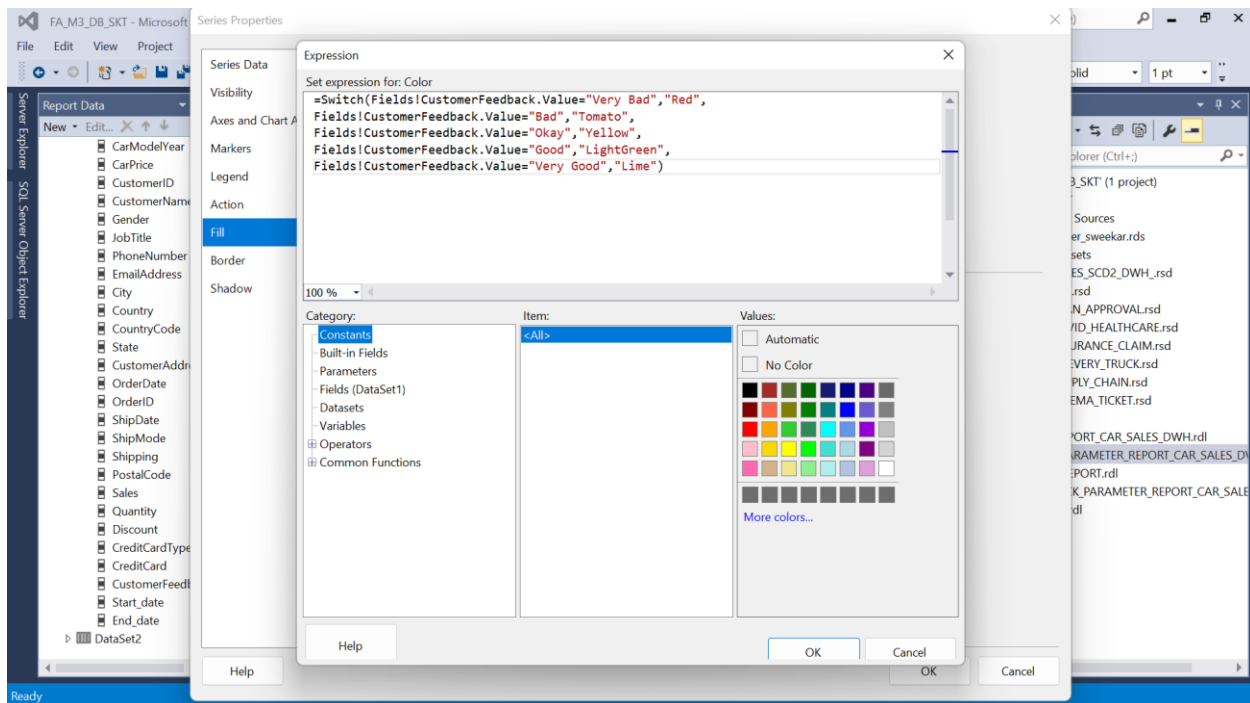 FA_M3_DB_SKT - Microsoft
File Edit View Project
Series Properties
Expression
Set expression for: Color
=Switch(Fields!CustomerFeedback.Value="Very Bad","Red",
Fields!CustomerFeedback.Value="Bad","Tomato",
Fields!CustomerFeedback.Value="Okay","Yellow",
Fields!CustomerFeedback.Value="Good","LightGreen",
Fields!CustomerFeedback.Value="Very Good","Lime")
100 %
Category:
Constants
Built-in Fields
Parameters
Fields (DataSet1)
Datasets
Variables
Operators
Common Functions
Item:
<All>
Values:
Automatic
No Color
More colors...
Help
OK
Cancel
Series Data
Visibility
Axes and Chart A
Markers
Legend
Action
Fill
Border
Shadow
Help
OK
Cancel
Server Explorer
SQL Server Object Explorer
Report Data
New Edit...
CarModelYear
CarPrice
CustomerID
CustomerName
Gender
JobTitle
PhoneNumber
EmailAddress
City
Country
CountryCode
State
CustomerAddre
OrderDate
OrderID
ShipDate
ShipMode
Shipping
PostalCode
Sales
Quantity
Discount
CreditCardType
CreditCard
CustomerFeedb
Start_date
End_date
DataSet2
Ready
olid
1 pt
plorer (Ctrl+;)
3_SKT' (1 project)
Sources
er_sweekar.rds
sets
ES_SCD2_DWH_.rsd
.rsd
N_APPROVAL.rsd
/ID_HEALTHCARE.rsd
URANCE_CLAIM.rsd
EVERY_TRUCK.rsd
PLY_CHAIN.rsd
EMA_TICKET.rsd
PORT_CAR_SALES_DWH.rdl
ARAMETER_REPORT_CAR_SALES_DV
EPORT.rdl
K_PARAMETER_REPORT_CAR_SALE
rdl